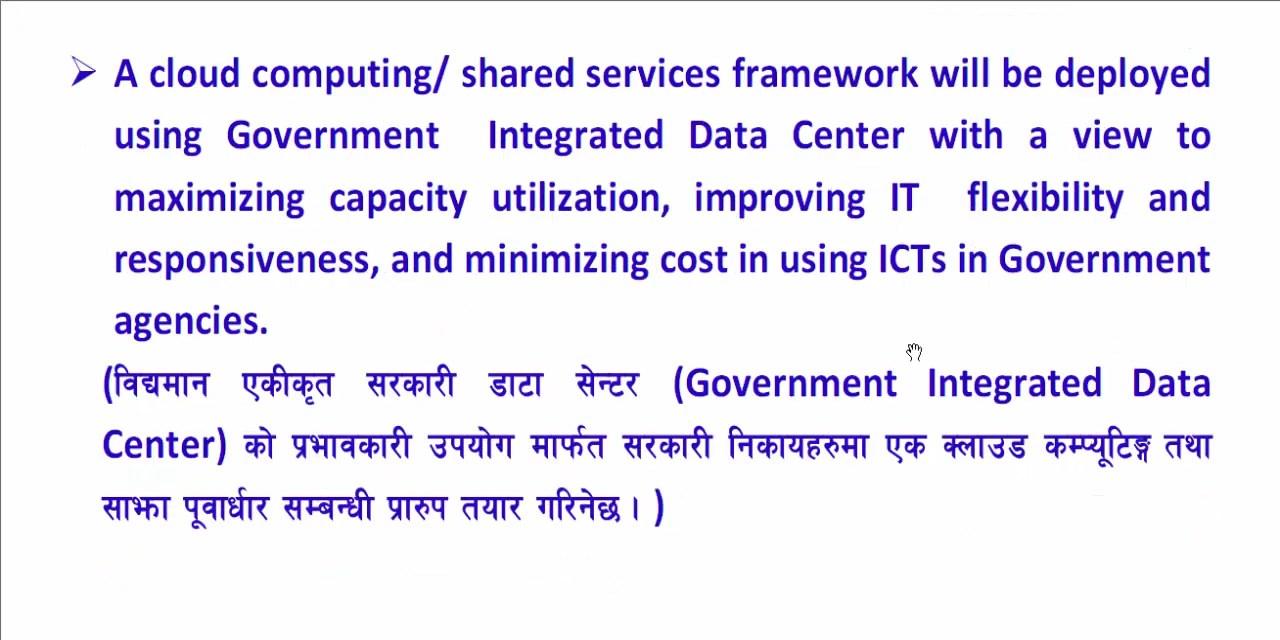 ➢ A cloud computing/ shared services framework will be deployed
using Government Integrated Data Center with a view to
maximizing capacity utilization, improving IT flexibility and
responsiveness, and minimizing cost in using ICTs in Government
agencies.
(विद्यमान एकीकृत सरकारी डाटा सेन्टर (Government Integrated Data
Center) को प्रभावकारी उपयोग मार्फत सरकारी निकायहरुमा एक क्लाउड कम्प्यूटिङ्ग तथा
साझा पूवार्धार सम्बन्धी प्रारुप तयार गरिनेछ । )